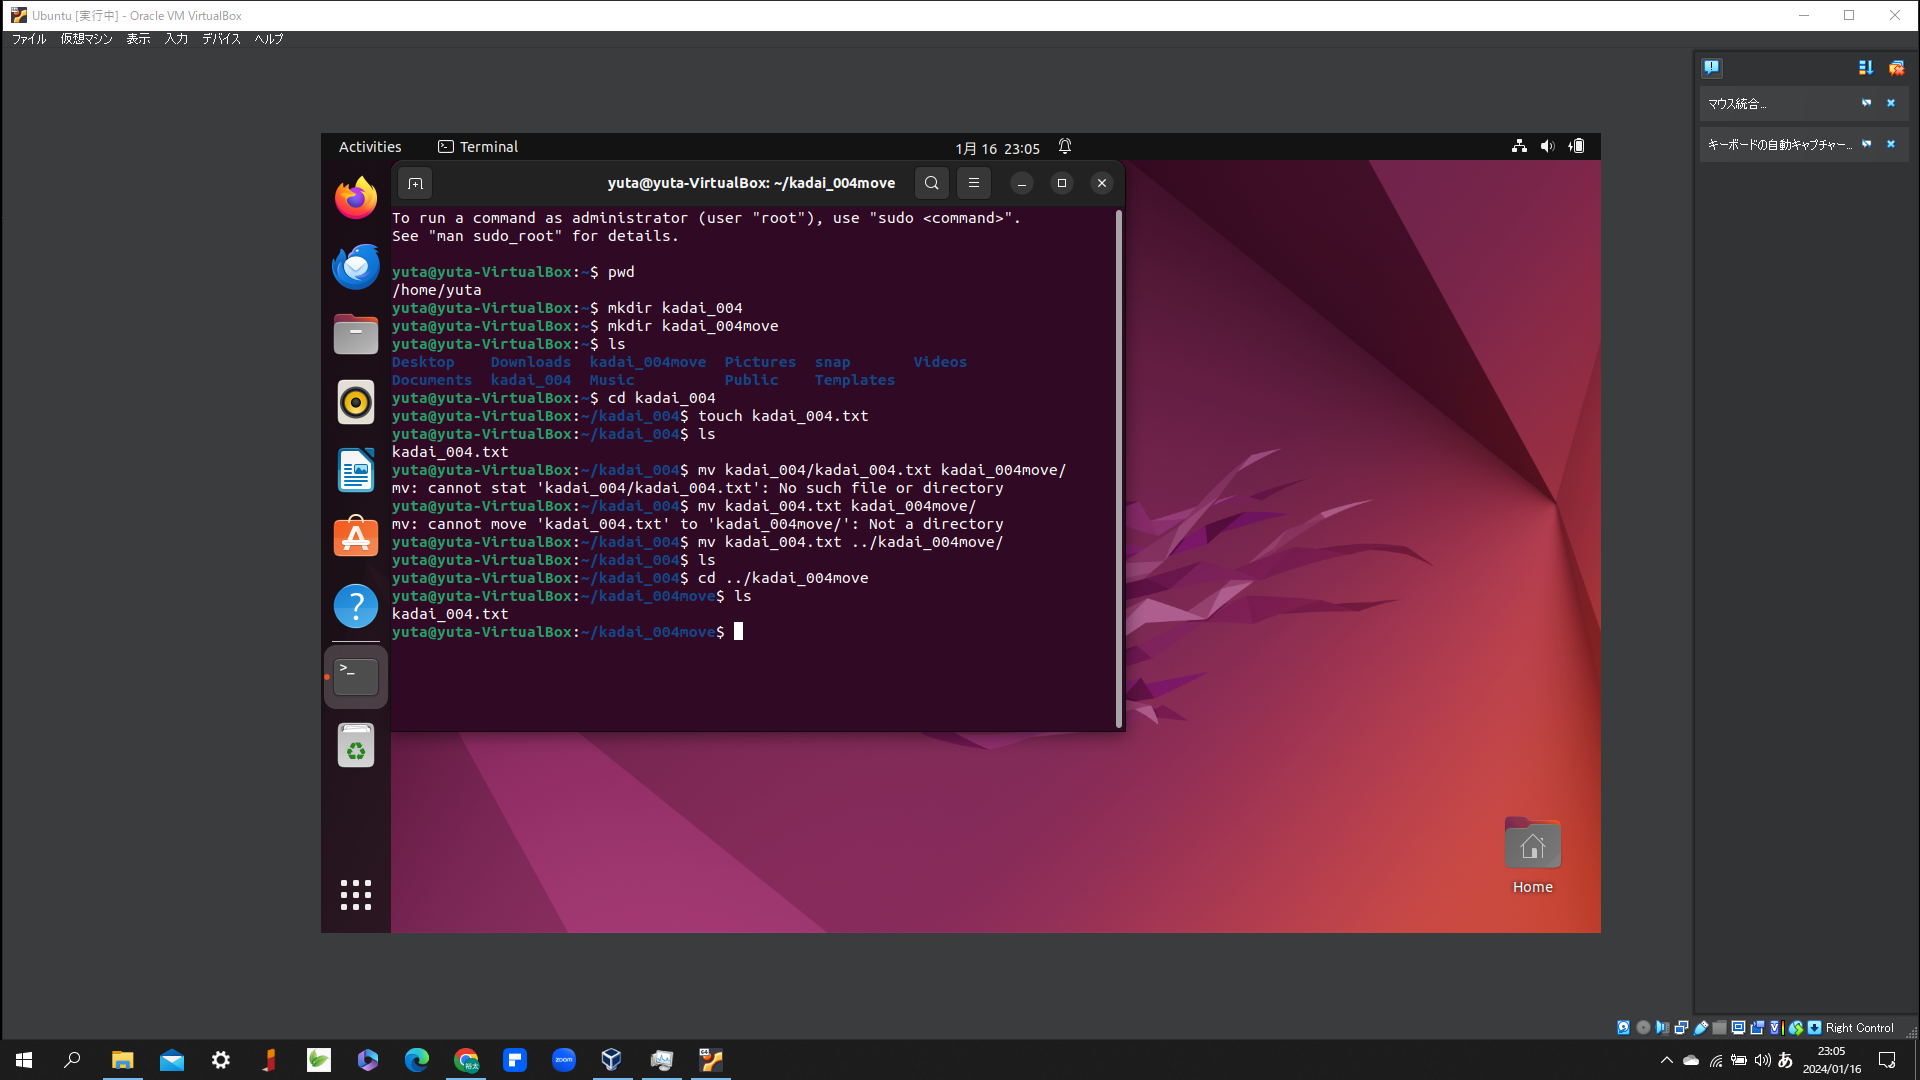 Ubuntu [実行中] - Oracle VM VirtualBox
ファイル 仮想マシン 表示 入力 デバイス ヘルプ
マウス統合...
キーボードの自動キャプチャー...
Activities Terminal 1月 16 23:05
yuta@yuta-VirtualBox: ~/kadai_004move
To run a command as administrator (user "root"), use "sudo <command>".
See "man sudo_root" for details.
yuta@yuta-VirtualBox:~$ pwd
/home/yuta
yuta@yuta-VirtualBox:~$ mkdir kadai_004
yuta@yuta-VirtualBox:~$ mkdir kadai_004move
yuta@yuta-VirtualBox:~$ ls
Desktop Downloads kadai_004move Pictures snap Videos
Documents kadai_004 Music Public Templates
yuta@yuta-VirtualBox:~$ cd kadai_004
yuta@yuta-VirtualBox:~/kadai_004$ touch kadai_004.txt
yuta@yuta-VirtualBox:~/kadai_004$ ls
kadai_004.txt
yuta@yuta-VirtualBox:~/kadai_004$ mv kadai_004/kadai_004.txt kadai_004move/
mv: cannot stat 'kadai_004/kadai_004.txt': No such file or directory
yuta@yuta-VirtualBox:~/kadai_004$ mv kadai_004.txt kadai_004move/
mv: cannot move 'kadai_004.txt' to 'kadai_004move/': Not a directory
yuta@yuta-VirtualBox:~/kadai_004$ mv kadai_004.txt ../kadai_004move/
yuta@yuta-VirtualBox:~/kadai_004$ ls
yuta@yuta-VirtualBox:~/kadai_004$ cd ../kadai_004move
yuta@yuta-VirtualBox:~/kadai_004move$ ls
kadai_004.txt
yuta@yuta-VirtualBox:~/kadai_004move$
Home
Right Control
zoom
あ
23:05
2024/01/16